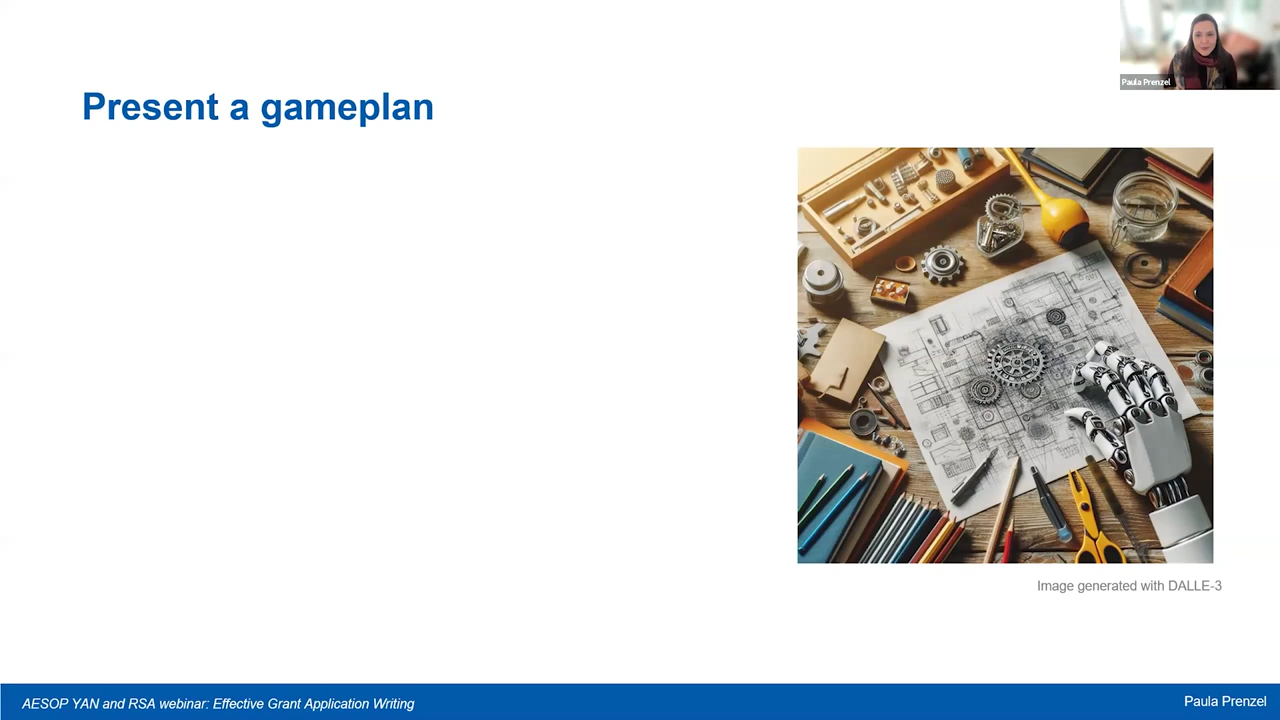 Paula Prenzel
Present a gameplan
Image generated with DALLE-3
AESOP YAN and RSA webinar: Effective Grant Application Writing
Paula Prenzel